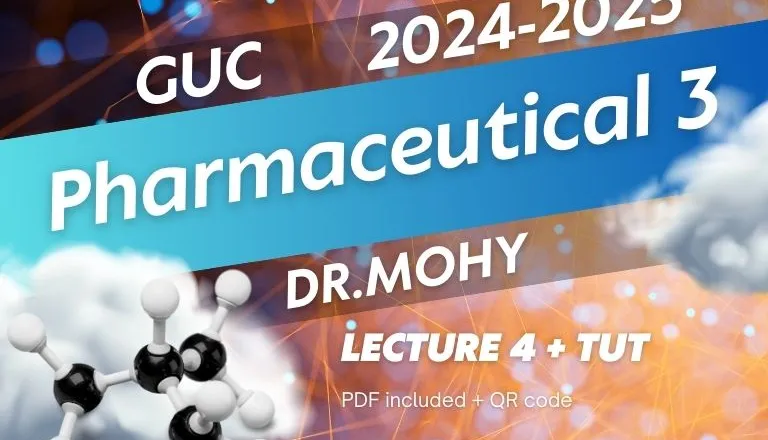 GUC 2024-2025
Pharmaceutical 3
DR.MOHY
LECTURE 4 + TUT
PDF included + QR code